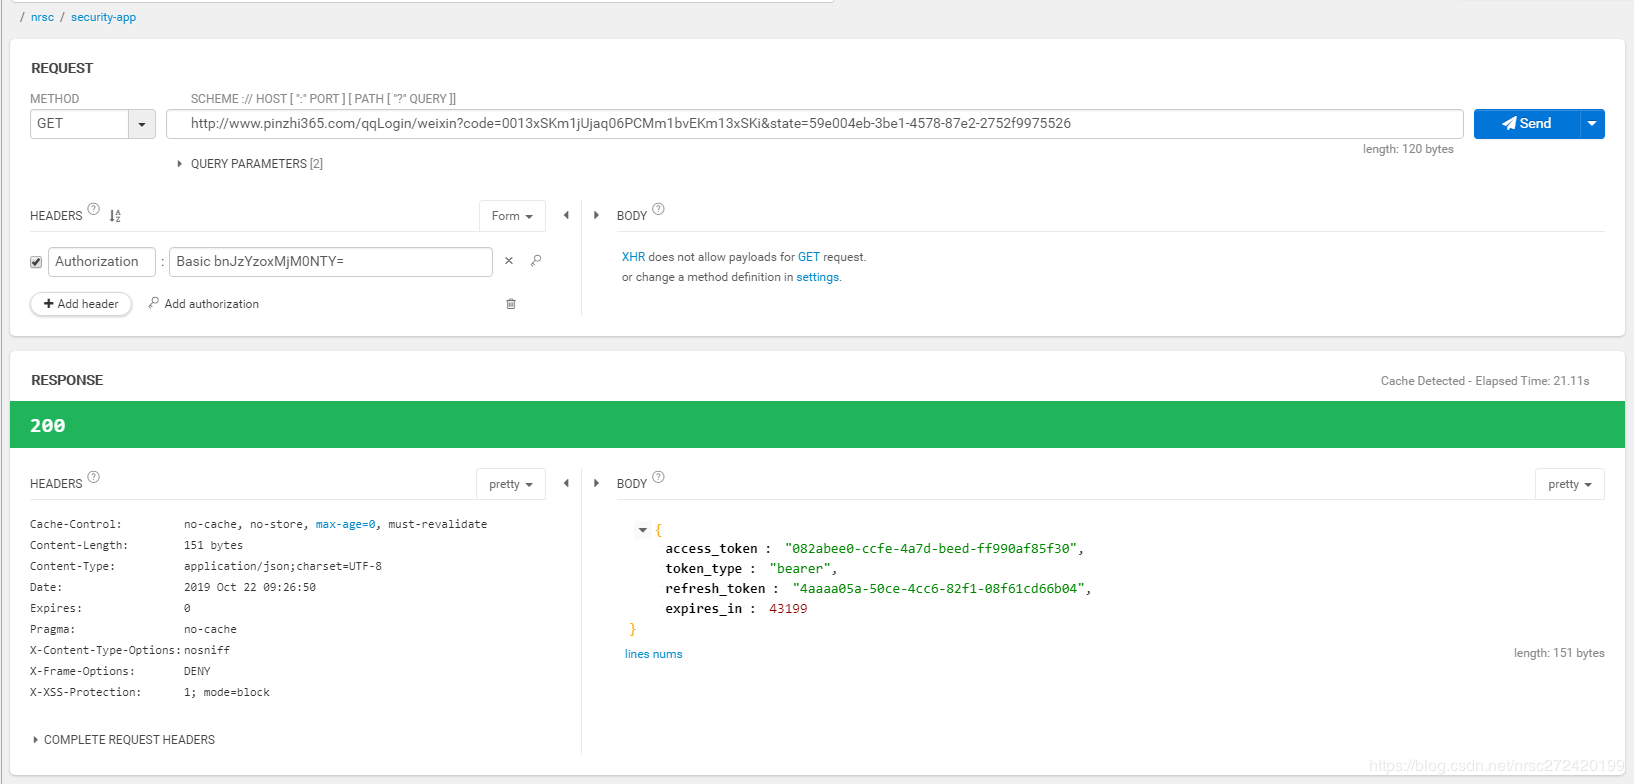 / nrsc / security-app
REQUEST
METHOD
SCHEME :// HOST [ ":" PORT ] [ PATH [ "?" QUERY ]]
GET
http://www.pinzhi365.com/qqLogin/weixin?code=0013xSKm1jUjaq06PCMm1bvEKm13xSKi&state=59e004eb-3be1-4578-87e2-2752f9975526
Send
length: 120 bytes
QUERY PARAMETERS [2]
HEADERS ?
Form
BODY ?
Authorization : Basic bnJzYzoxMjM0NTY=
XHR does not allow payloads for GET request.
or change a method definition in settings.
+ Add header
Add authorization
RESPONSE
Cache Detected - Elapsed Time: 21.11s
200
HEADERS ?
pretty
BODY ?
pretty
Cache-Control: no-cache, no-store, max-age=0, must-revalidate
Content-Length: 151 bytes
Content-Type: application/json;charset=UTF-8
Date: 2019 Oct 22 09:26:50
Expires: 0
Pragma: no-cache
X-Content-Type-Options: nosniff
X-Frame-Options: DENY
X-XSS-Protection: 1; mode=block
{
access_token : "082abee0-ccfe-4a7d-beed-ff990af85f30",
token_type : "bearer",
refresh_token : "4aaaa05a-50ce-4cc6-82f1-08f61cd66b04",
expires_in : 43199
}
lines nums
length: 151 bytes
COMPLETE REQUEST HEADERS
https://blog.csdn.net/nrsc272420199